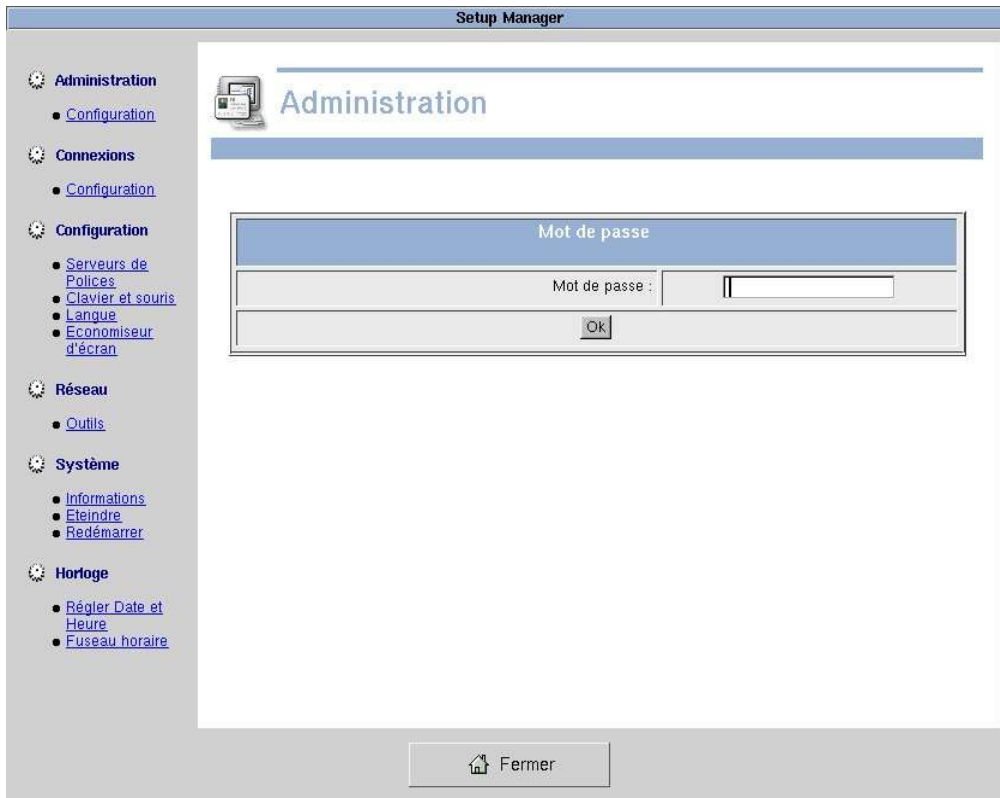 Setup Manager
Administration
Configuration
Connexions
Configuration
Configuration
Serveurs de
Polices
Clavier et souris
Langue
Economiseur
d'écran
Réseau
Outils
Système
Informations
Eteindre
Redémarrer
Horloge
Régler Date et
Heure
Fuseau horaire
Administration
Mot de passe
Mot de passe :
Ok
Fermer